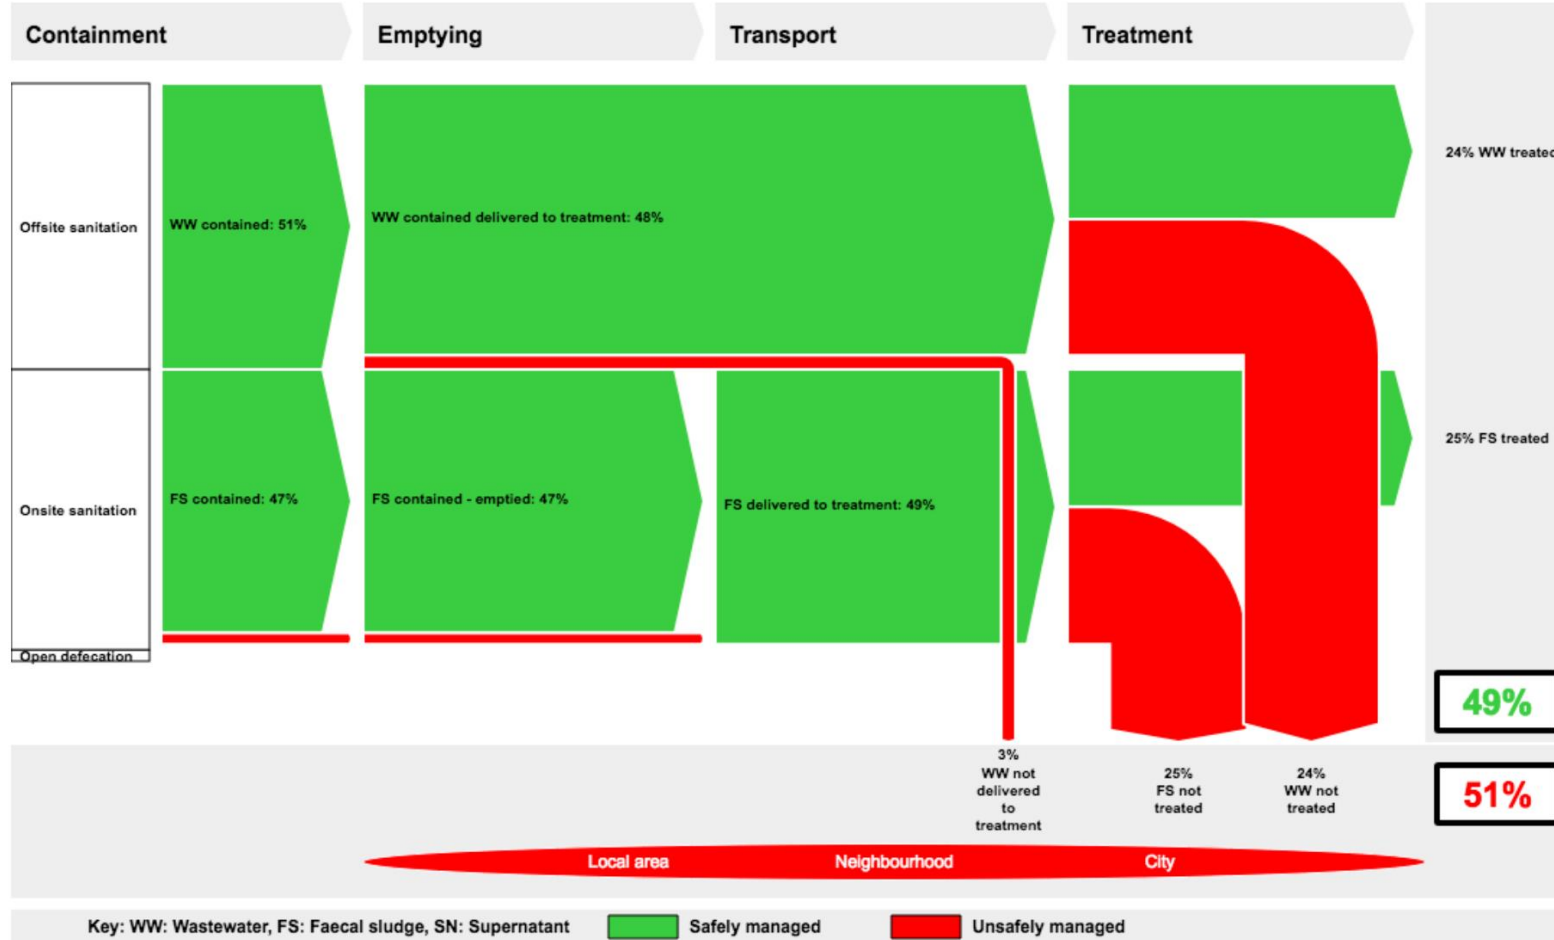 Containment
Emptying
Transport
Treatment
Offsite sanitation
WW contained: 51%
WW contained delivered to treatment: 48%
24% WW treated
Onsite sanitation
FS contained: 47%
FS contained - emptied: 47%
FS delivered to treatment: 49%
25% FS treated
Open defecation
49%
3%
WW not
delivered
to
treatment
25%
FS not
treated
24%
WW not
treated
51%
Local area
Neighbourhood
City
Key: WW: Wastewater, FS: Faecal sludge, SN: Supernatant
Safely managed
Unsafely managed